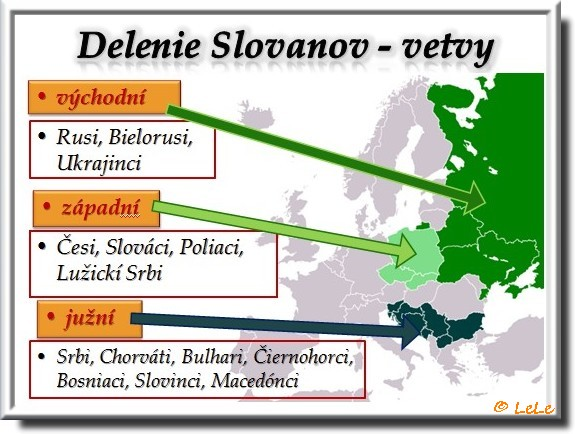 Delenie Slovanov - vetvy
• východní
• Rusi, Bielorusi,
Ukrajinci
• západní
• Česi, Slováci, Poliaci,
Lužickí Srbi
• južní
• Srbi, Chorváti, Bulhari, Čiernohorci,
Bosniaci, Slovinci, Macedónci
© LeLe